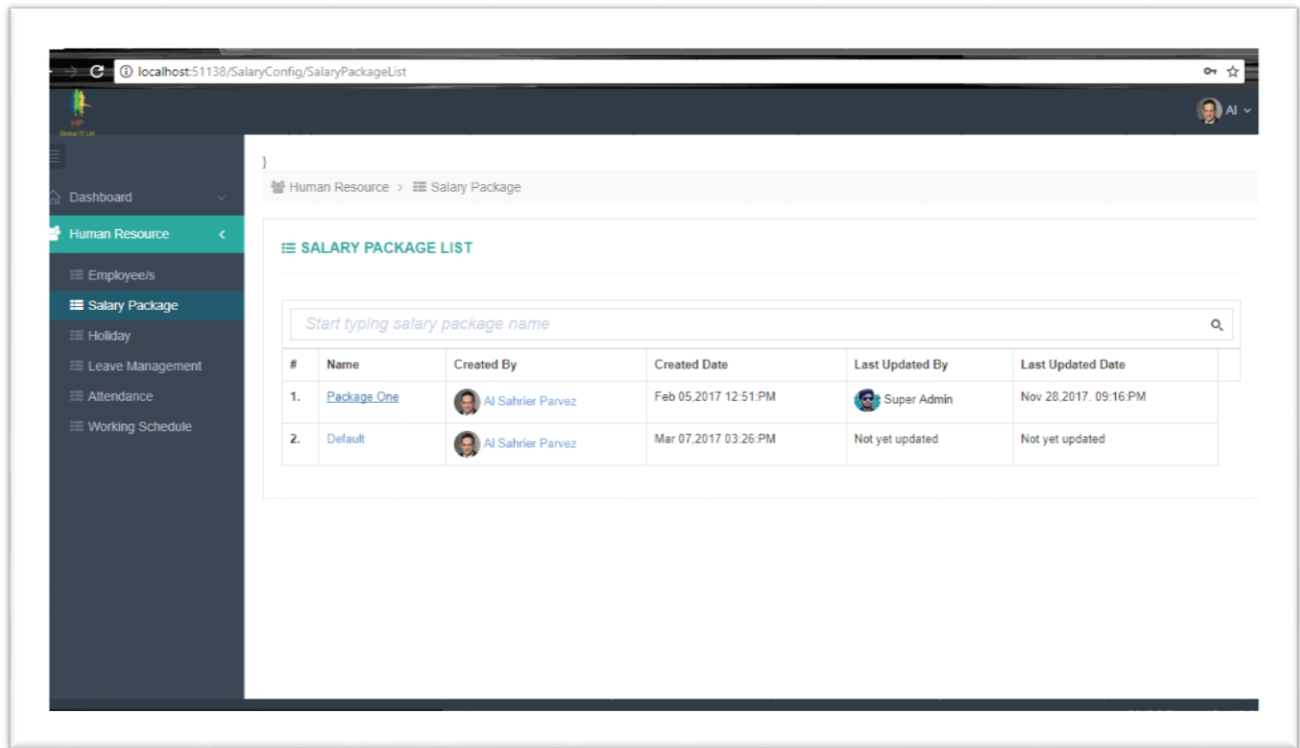 localhost:51138/SalaryConfig/SalaryPackageList
HP
Global IT Ltd
Al
}
Dashboard
Human Resource > Salary Package
Human Resource
SALARY PACKAGE LIST
Employee/s
Salary Package
Holiday
Leave Management
Attendance
Working Schedule
Start typing salary package name
# Name Created By Created Date Last Updated By Last Updated Date
1. Package One Al Sahrier Parvez Feb 05,2017 12:51:PM Super Admin Nov 28,2017. 09:16:PM
2. Default Al Sahrier Parvez Mar 07,2017 03:26:PM Not yet updated Not yet updated